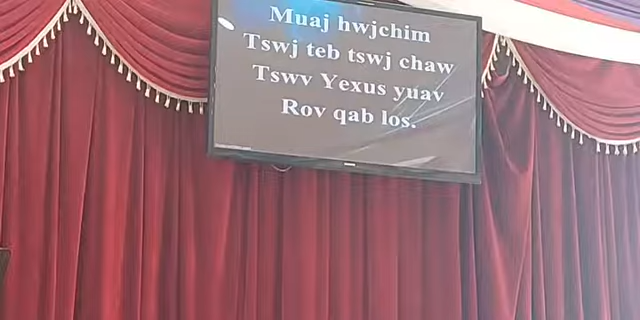 Muaj hwjchim
Tswj teb tswj chaw
Tswv Yexus yuav
Rov qab los.